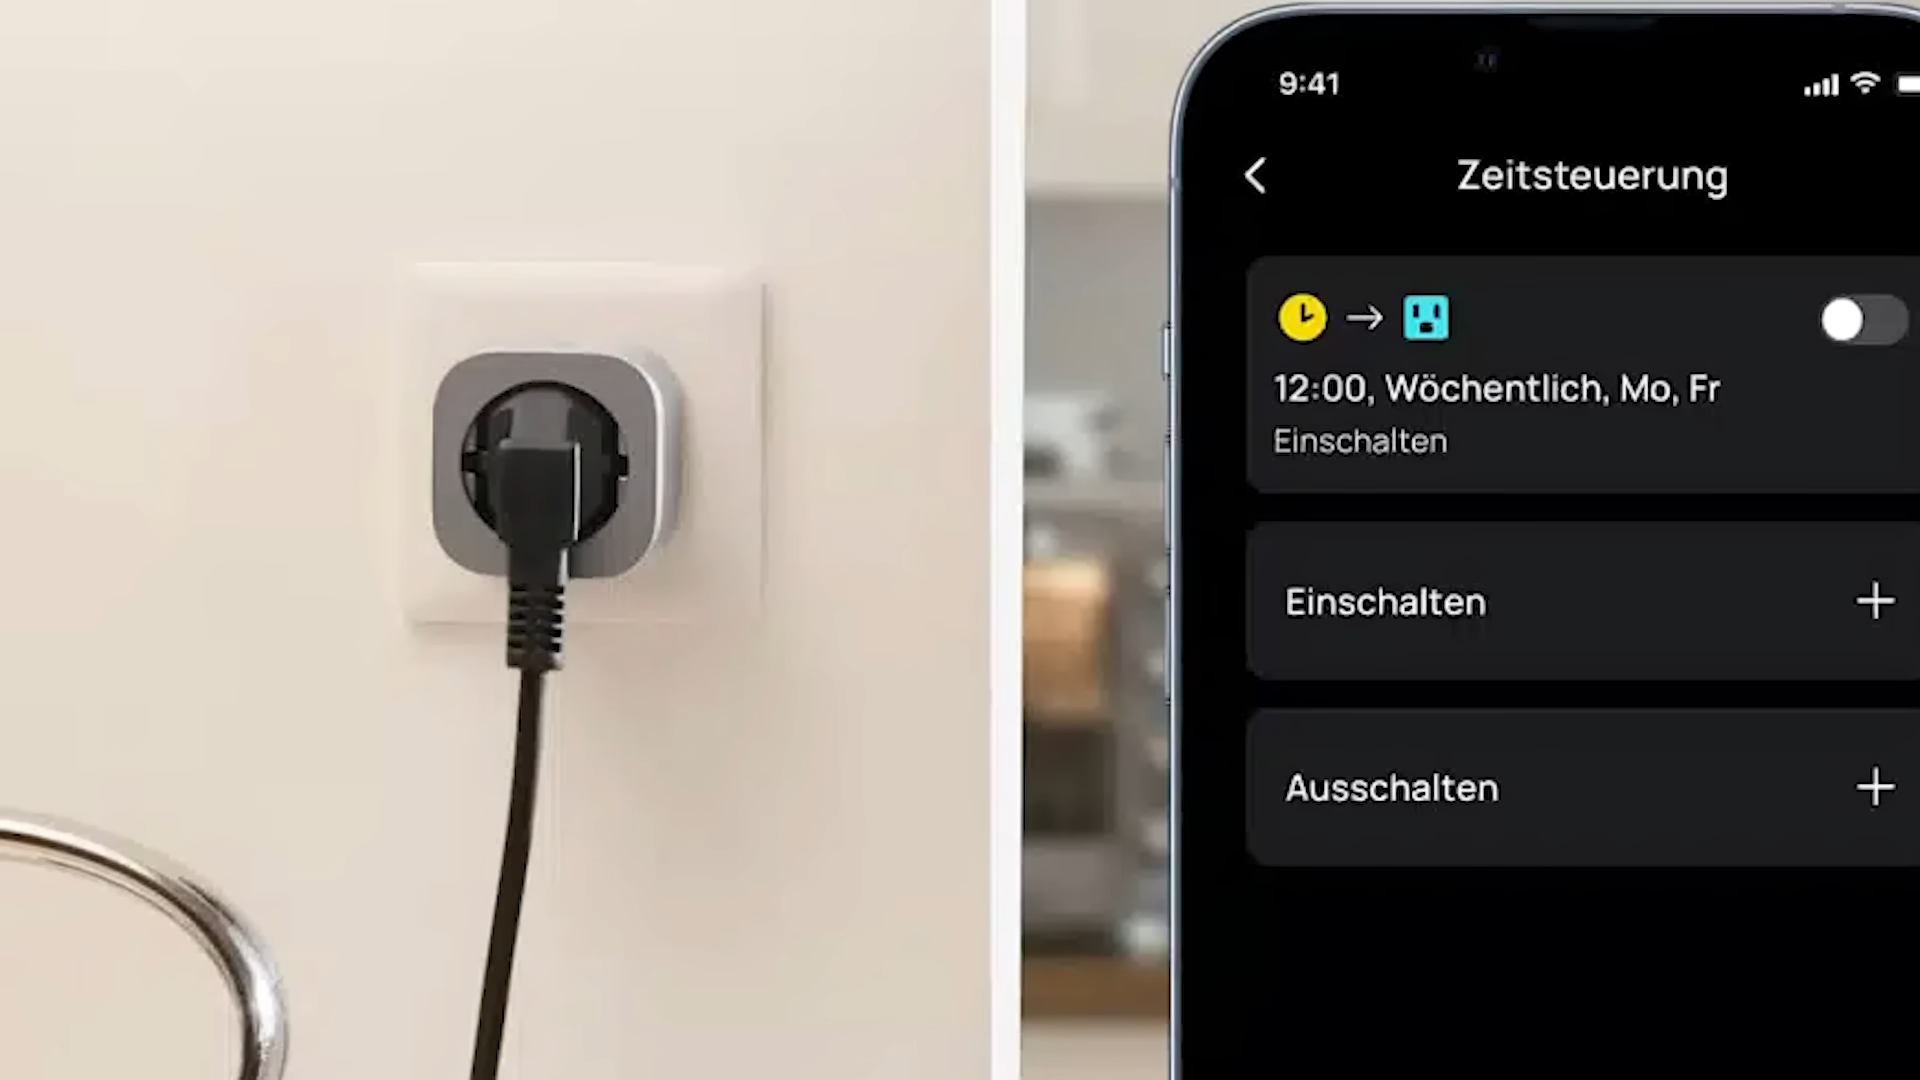 9:41
Zeitsteuerung
12:00, Wöchentlich, Mo, Fr
Einschalten
Einschalten
Ausschalten